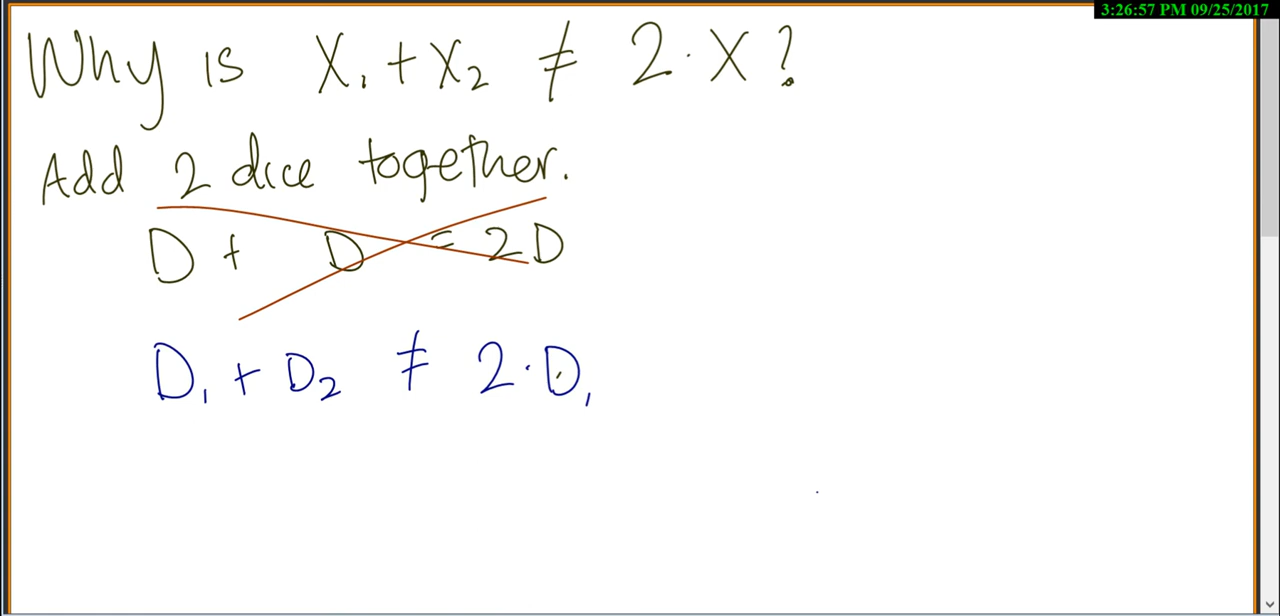 3:26:57 PM 09/25/2017
Why is X₁ + X₂ ≠ 2·X?
Add 2 dice together.
D + D = 2D
D₁ + D₂ ≠ 2·D₁